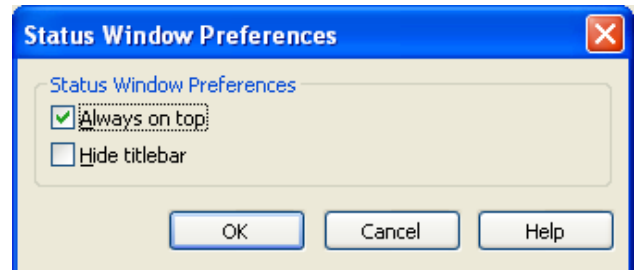 Status Window Preferences
Status Window Preferences
Always on top
Hide titlebar
OK Cancel Help